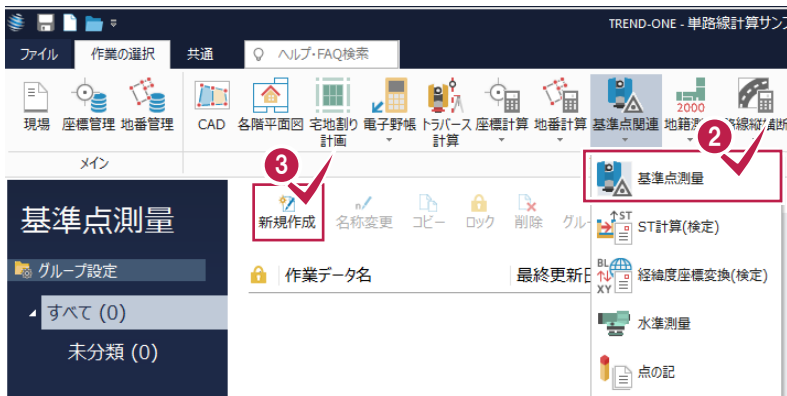 TREND-ONE - 単路線計算サンプ
ファイル 作業の選択 共通 ヘルプ・FAQ検索
現場 座標管理 地番管理 CAD 各階平面図 宅地割り計画 電子野帳 トラバース計算 座標計算 地番計算 基準点関連 2000 地籍測
メイン
2
3
基準点測量
新規作成 名称変更 コピー ロック 削除 グル
グループ設定
作業データ名 最終更新日
すべて (0)
未分類 (0)
基準点測量
ST ST計算(検定)
BL XY 経緯度座標変換(検定)
水準測量
点の記